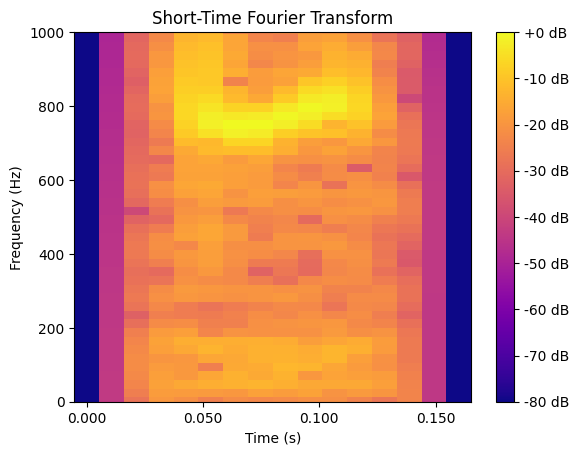 Short-Time Fourier Transform
1000
800
600
400
200
0
Frequency (Hz)
0.000
0.050
0.100
0.150
Time (s)
+0 dB
-10 dB
-20 dB
-30 dB
-40 dB
-50 dB
-60 dB
-70 dB
-80 dB